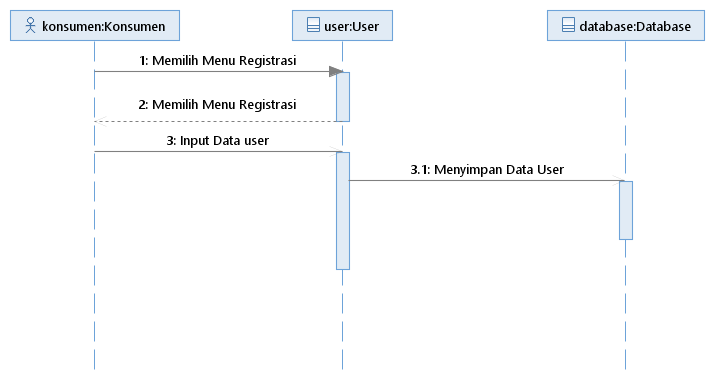 konsumen:Konsumen
user:User
database:Database
1: Memilih Menu Registrasi
2: Memilih Menu Registrasi
3: Input Data user
3.1: Menyimpan Data User